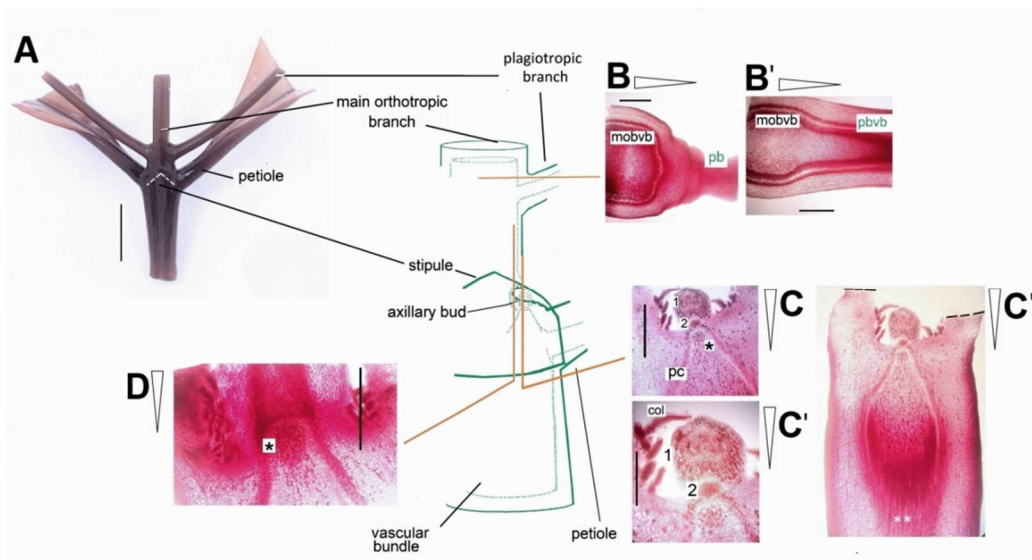 A
plagiotropic
branch
main orthotropic
branch
petiole
stipule
axillary bud
B
mobvb
pb
B'
mobvb
pbvb
C
1
2
*
pc
C'
col
1
2
C'
**
D
*
vascular
bundle
petiole